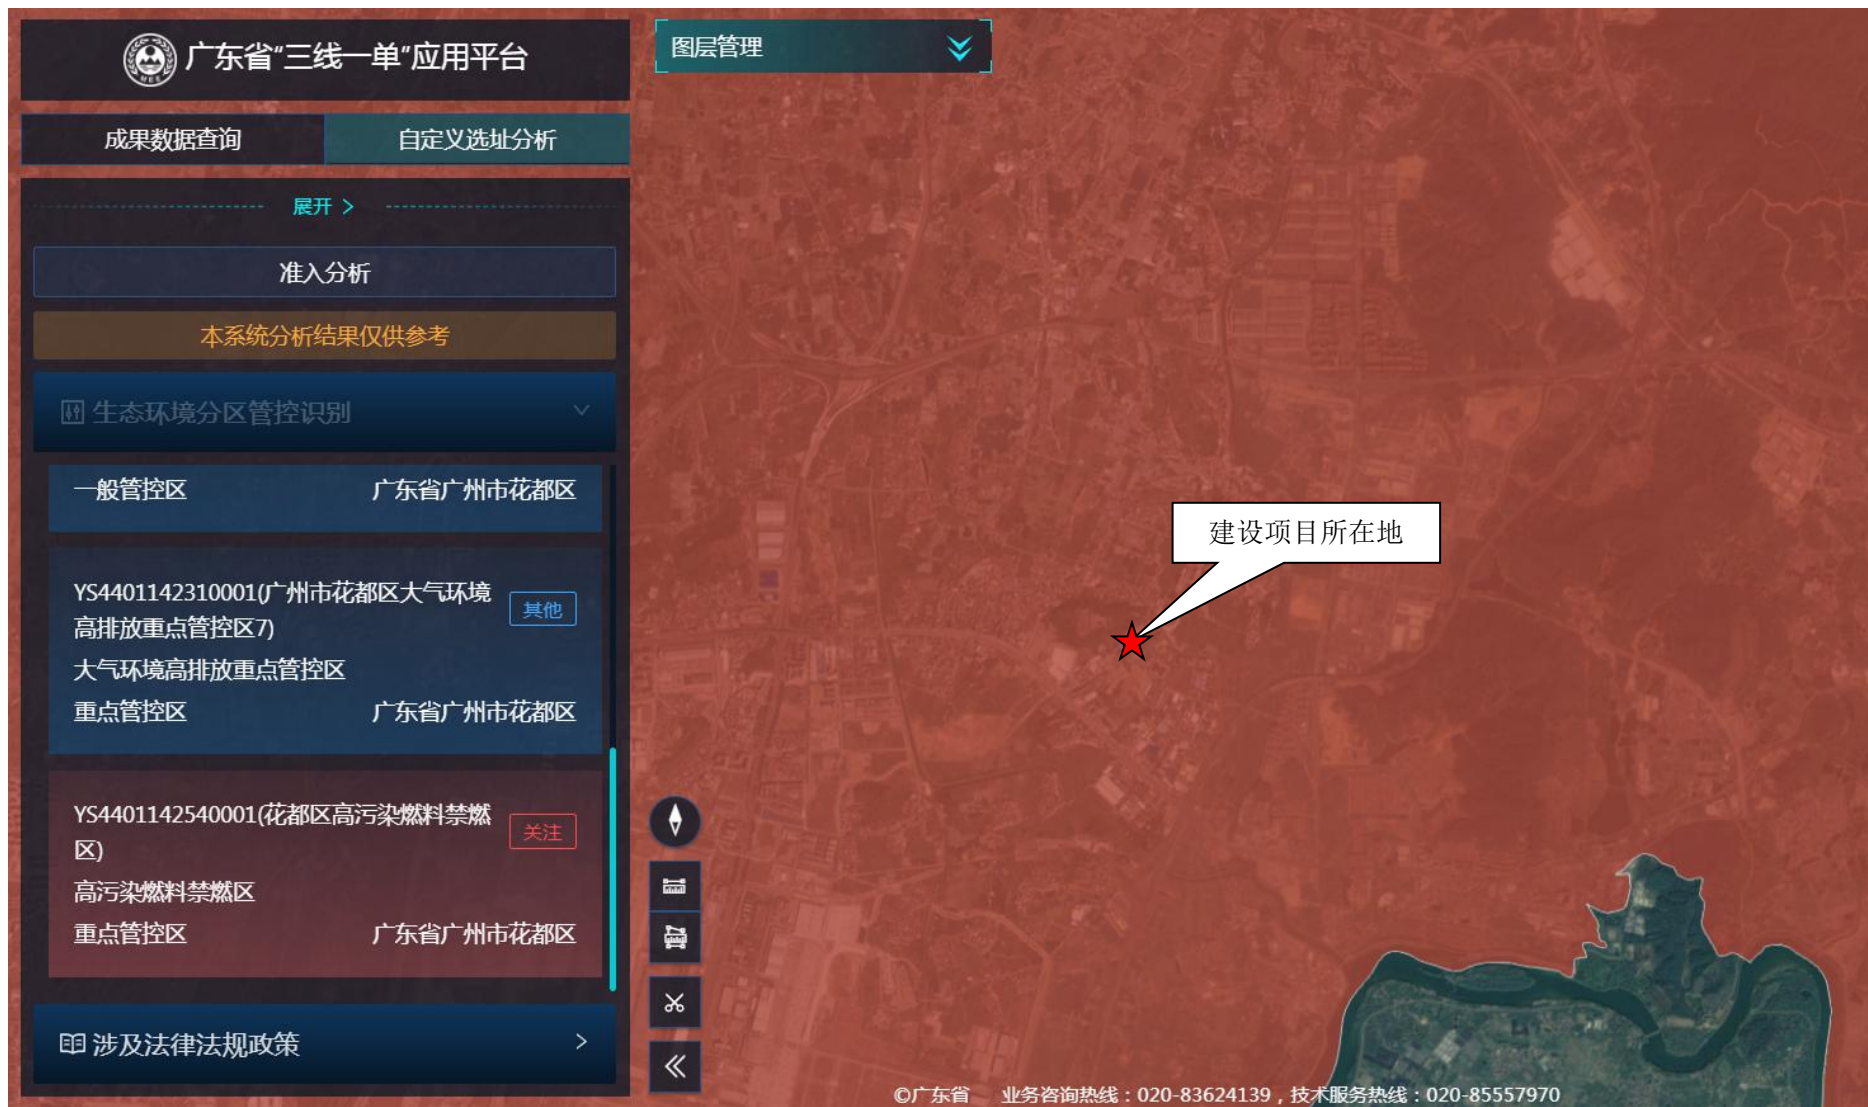 广东省“三线一单”应用平台
图层管理
成果数据查询
自定义选址分析
展开 >
准入分析
本系统分析结果仅供参考
生态环境分区管控识别
一般管控区 广东省广州市花都区
YS4401142310001(广州市花都区大气环境
高排放重点管控区7)
其他
大气环境高排放重点管控区
重点管控区 广东省广州市花都区
YS4401142540001(花都区高污染燃料禁燃
区)
关注
高污染燃料禁燃区
重点管控区 广东省广州市花都区
涉及法律法规政策
建设项目所在地
©广东省 业务咨询热线：020-83624139，技术服务热线：020-85557970